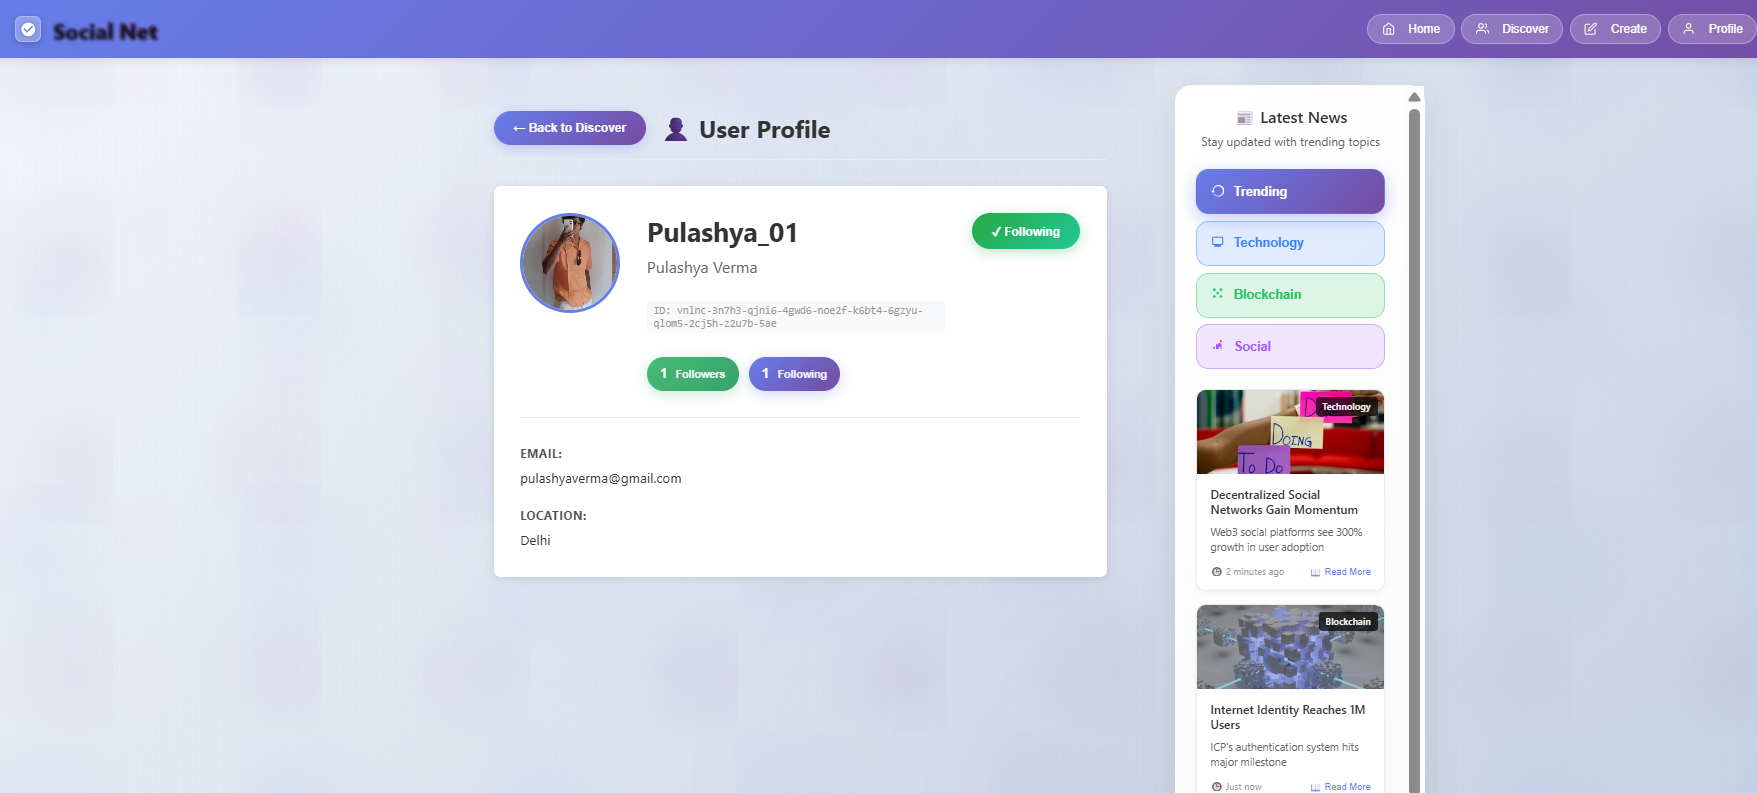 Social Net
Home
Discover
Create
Profile
← Back to Discover
User Profile
Pulashya_01
Pulashya Verma
✓ Following
ID: vnlnc-3n7h3-qjni6-4gwd6-noe2f-k6bt4-6gzyu-
qlom5-2cj5h-z2u7b-5ae
1 Followers
1 Following
EMAIL:
pulashyaverma@gmail.com
LOCATION:
Delhi
Latest News
Stay updated with trending topics
Trending
Technology
Blockchain
Social
Technology
DOING
To Do
Decentralized Social
Networks Gain Momentum
Web3 social platforms see 300%
growth in user adoption
2 minutes ago
Read More
Blockchain
Internet Identity Reaches 1M
Users
ICP's authentication system hits
major milestone
Just now
Read More